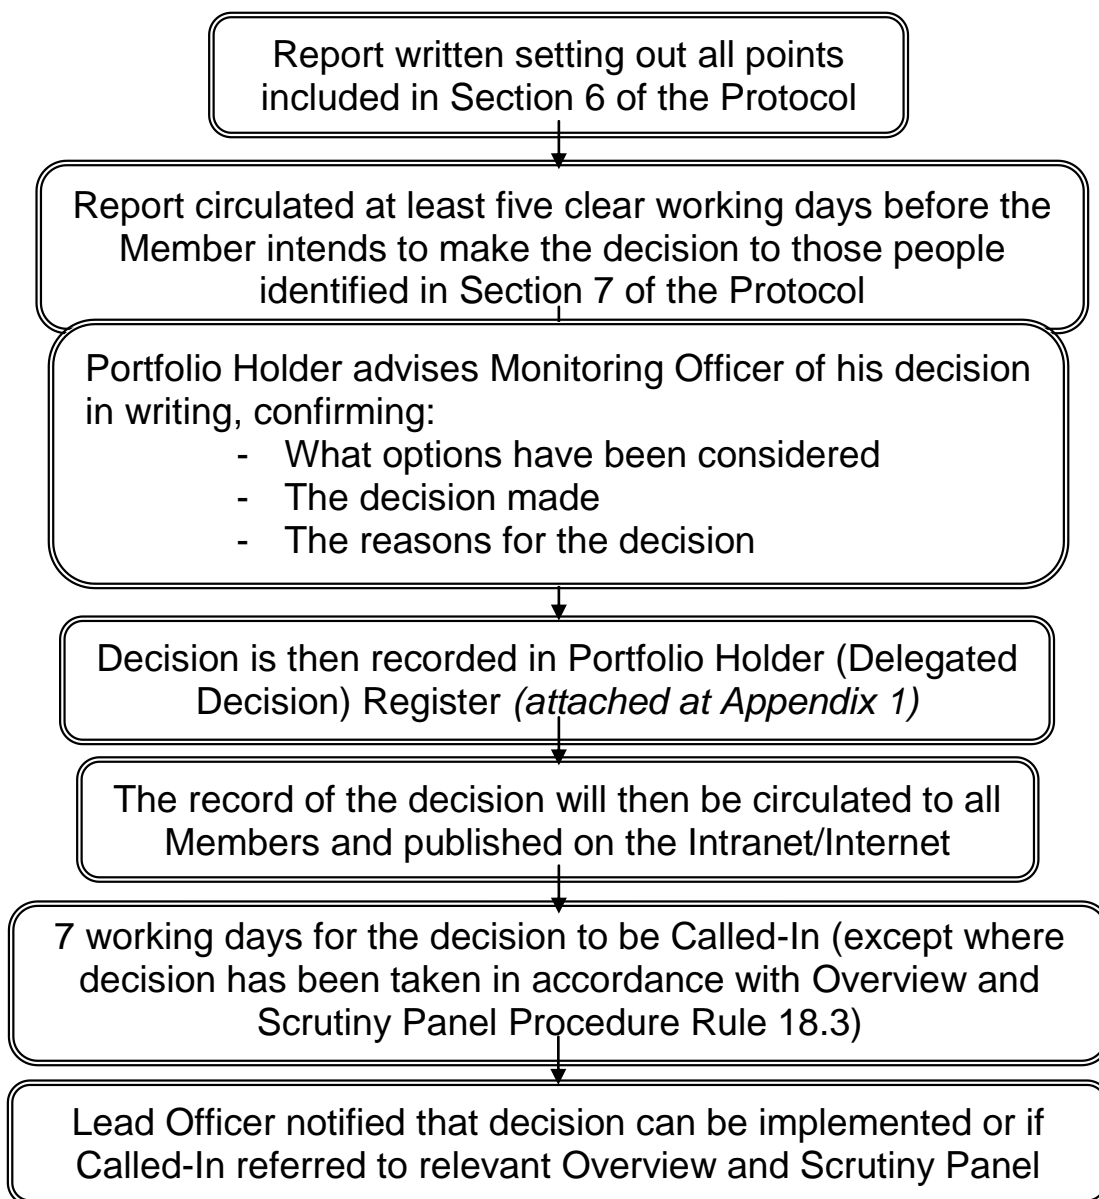 Report written setting out all points
included in Section 6 of the Protocol
Report circulated at least five clear working days before the
Member intends to make the decision to those people
identified in Section 7 of the Protocol
Portfolio Holder advises Monitoring Officer of his decision
in writing, confirming:
- What options have been considered
- The decision made
- The reasons for the decision
Decision is then recorded in Portfolio Holder (Delegated
Decision) Register (attached at Appendix 1)
The record of the decision will then be circulated to all
Members and published on the Intranet/Internet
7 working days for the decision to be Called-In (except where
decision has been taken in accordance with Overview and
Scrutiny Panel Procedure Rule 18.3)
Lead Officer notified that decision can be implemented or if
Called-In referred to relevant Overview and Scrutiny Panel